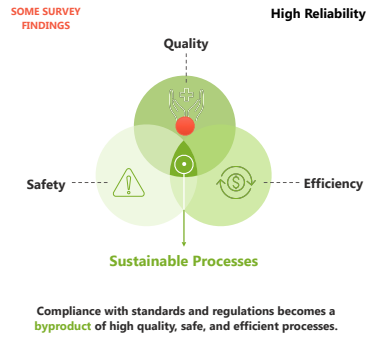 SOME SURVEY
FINDINGS
High Reliability
Quality
Safety
$
Efficiency
Sustainable Processes
Compliance with standards and regulations becomes a
byproduct of high quality, safe, and efficient processes.